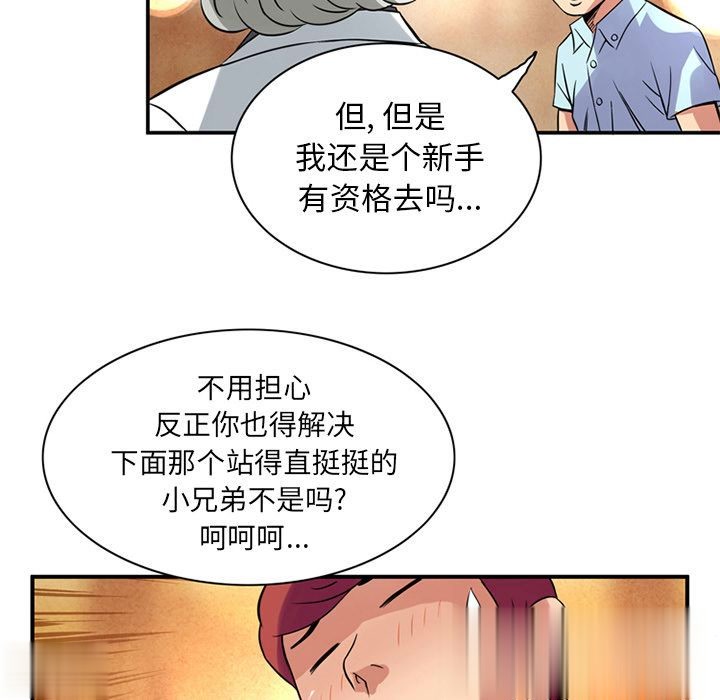 但, 但是
我还是个新手
有资格去吗...
不用担心
反正你也得解决
下面那个站得直挺挺的
小兄弟不是吗?
呵呵呵...